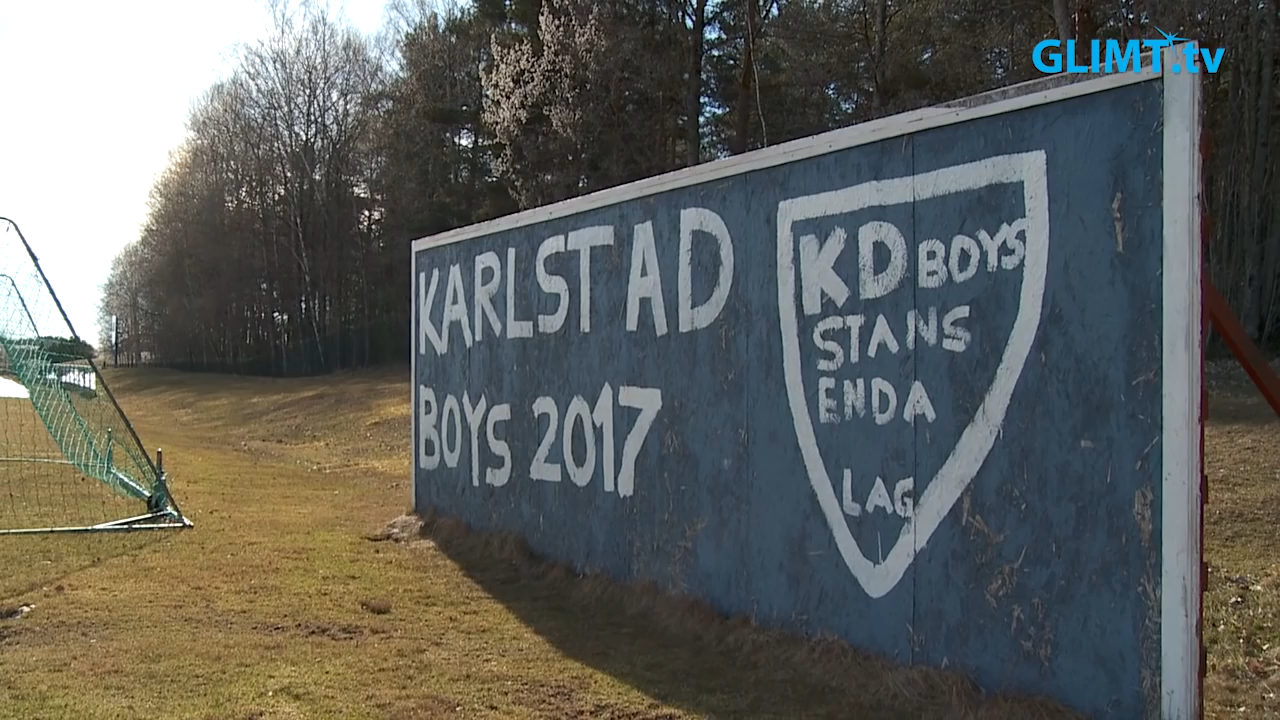 GLIMT.tv
KARLSTAD
BOYS 2017
KD BOYS
STANS
ENDA
LAG